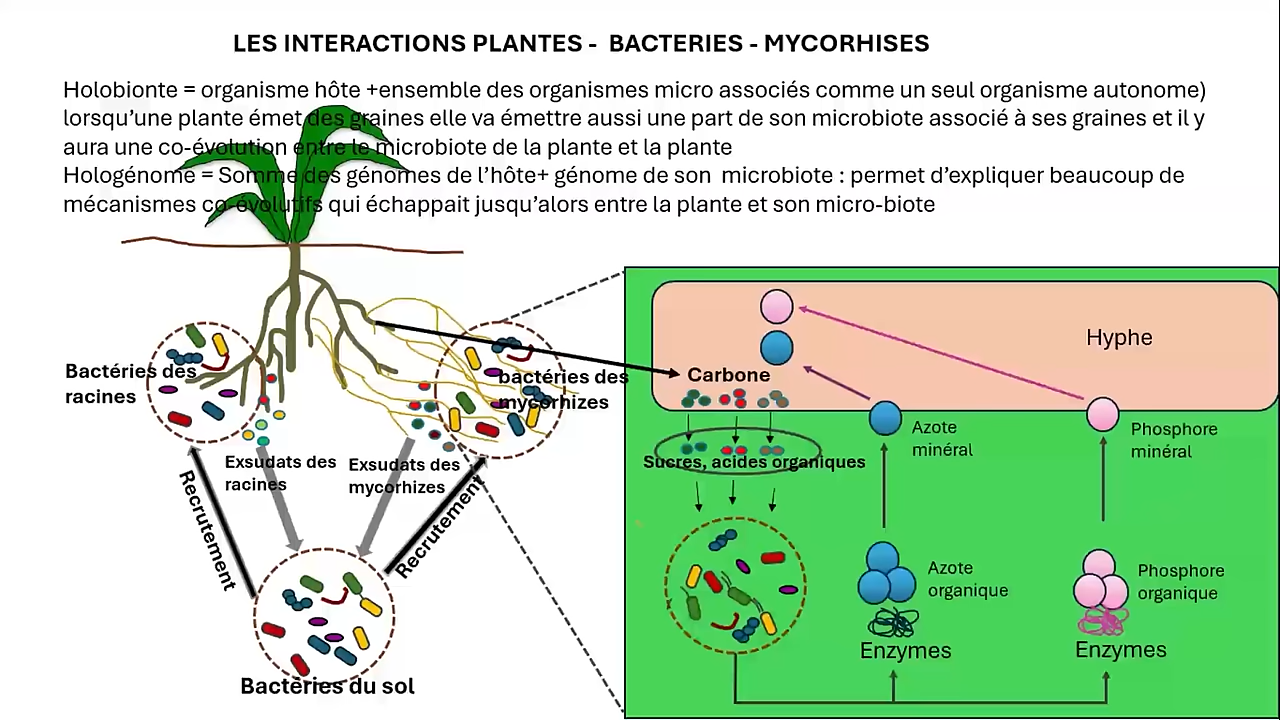 LES INTERACTIONS PLANTES - BACTERIES - MYCORHISES
Holobionte = organisme hôte +ensemble des organismes micro associés comme un seul organisme autonome)
lorsqu'une plante émet des graines elle va émettre aussi une part de son microbiote associé à ses graines et il y
aura une co-évolution entre le microbiote de la plante et la plante
Hologénome = Somme des génomes de l'hôte+ génome de son microbiote : permet d'expliquer beaucoup de
mécanismes co-évolutifs qui échappait jusqu'alors entre la plante et son micro-biote
Bactéries des
racines
bactéries des
mycorhizes
Exsudats des
racines
Exsudats des
mycorhizes
Recrutement
Recrutement
Bactéries du sol
Hyphe
Carbone
Sucres, acides organiques
Azote
minéral
Phosphore
minéral
Azote
organique
Phosphore
organique
Enzymes
Enzymes